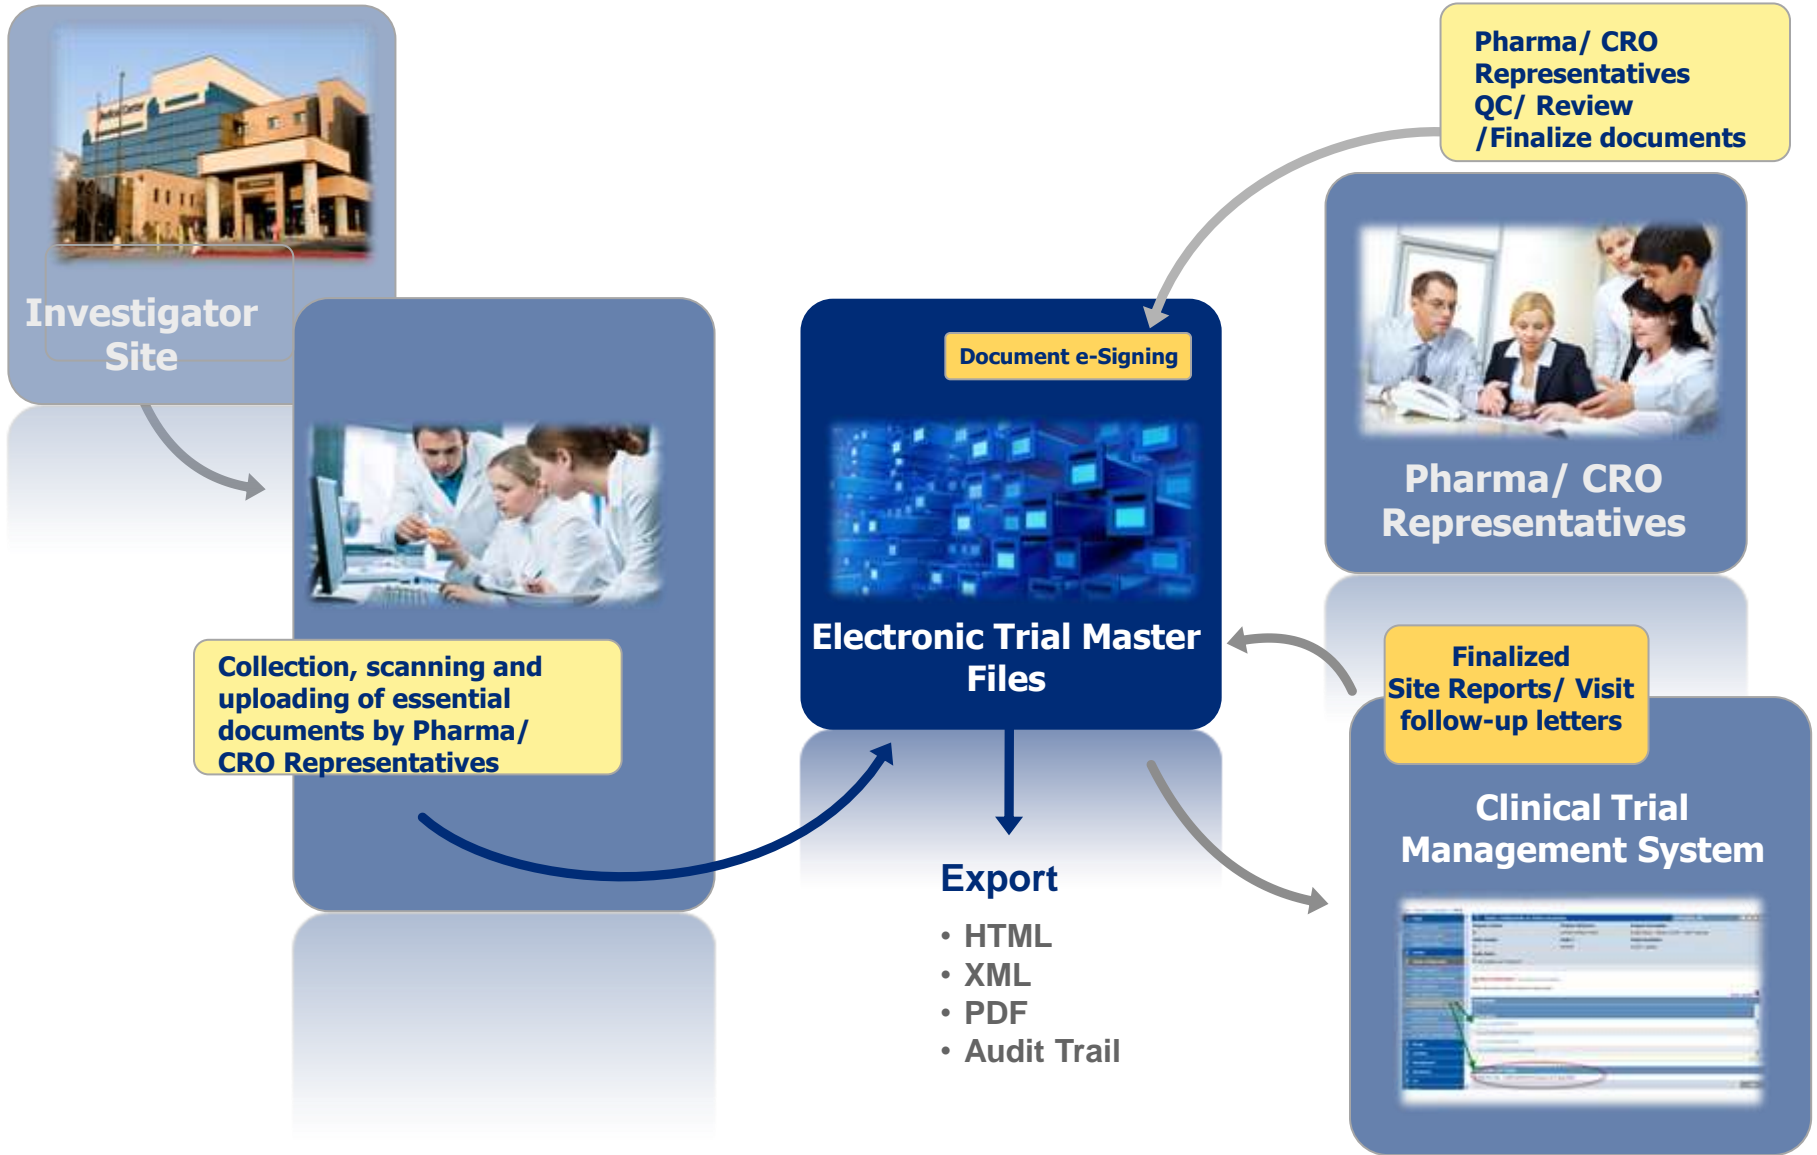 Investigator
Site
Collection, scanning and
uploading of essential
documents by Pharma/
CRO Representatives
Document e-Signing
Electronic Trial Master
Files
Export
• HTML
• XML
• PDF
• Audit Trail
Pharma/ CRO
Representatives
QC/ Review
/Finalize documents
Pharma/ CRO
Representatives
Finalized
Site Reports/ Visit
follow-up letters
Clinical Trial
Management System